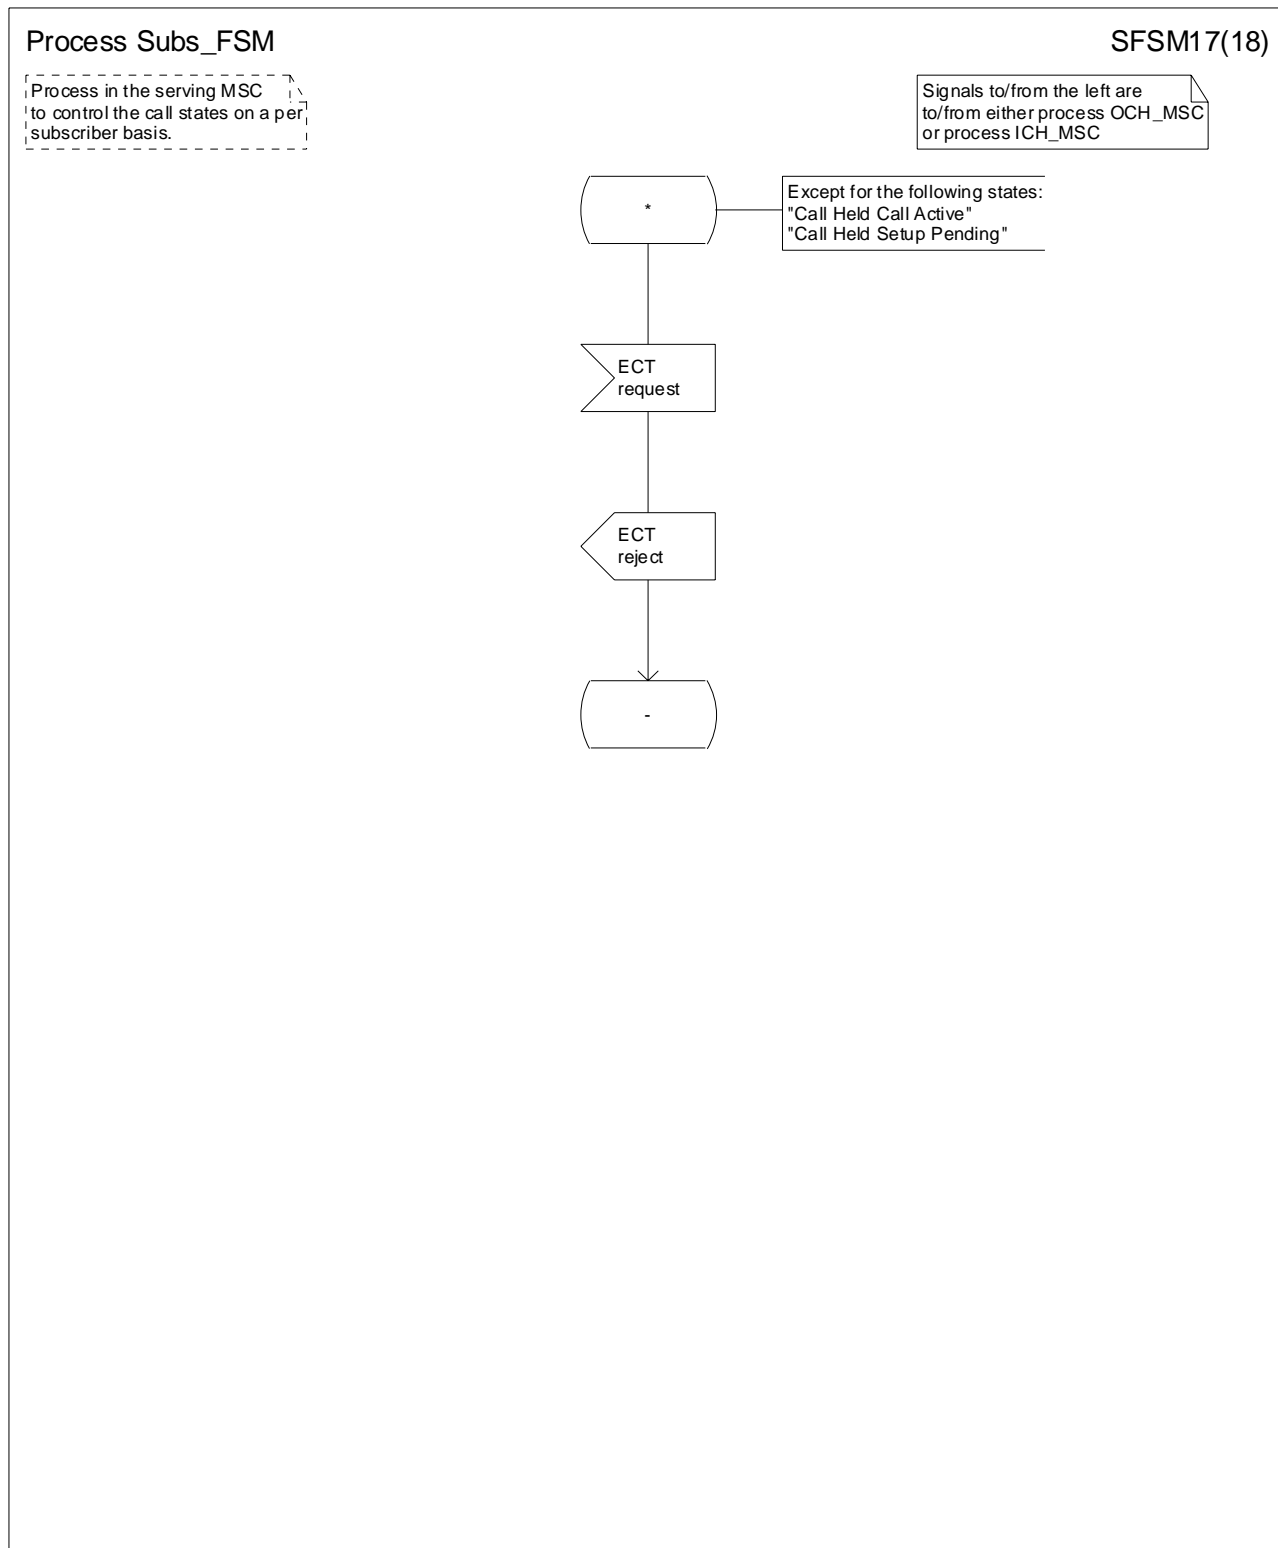 Process Subs_FSM
SFSM17(18)
Process in the serving MSC
to control the call states on a per
subscriber basis.
Signals to/from the left are
to/from either process OCH_MSC
or process ICH_MSC
*
Except for the following states:
"Call Held Call Active"
"Call Held Setup Pending"
ECT
request
ECT
reject
-